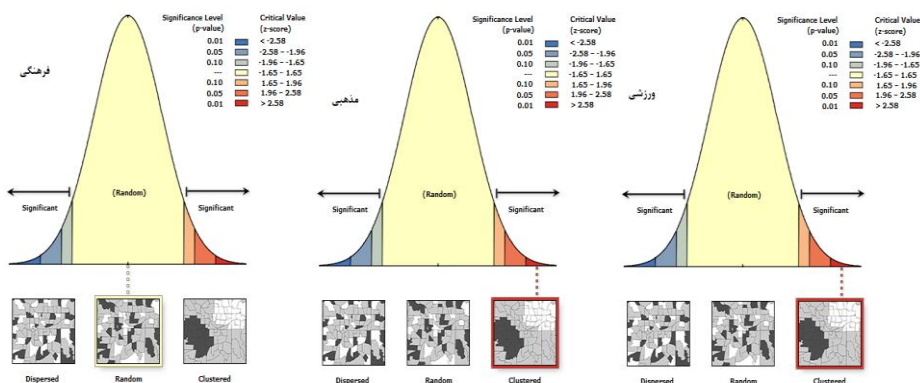 فرهنگی
Significance Level Critical Value
(p-value) (z-score)
0.01 < -2.58
0.05 -2.58 – -1.96
0.10 -1.96 – -1.65
--- -1.65 - 1.65
0.10 1.65 – 1.96
0.05 1.96 – 2.58
0.01 > 2.58
(Random)
Significant Significant
Dispersed Random Clustered
مذهبی
Significance Level Critical Value
(p-value) (z-score)
0.01 < -2.58
0.05 -2.58 – -1.96
0.10 -1.96 – -1.65
--- -1.65 - 1.65
0.10 1.65 – 1.96
0.05 1.96 – 2.58
0.01 > 2.58
(Random)
Significant Significant
Dispersed Random Clustered
ورزشی
Significance Level Critical Value
(p-value) (z-score)
0.01 < -2.58
0.05 -2.58 – -1.96
0.10 -1.96 – -1.65
--- -1.65 - 1.65
0.10 1.65 – 1.96
0.05 1.96 – 2.58
0.01 > 2.58
(Random)
Significant Significant
Dispersed Random Clustered